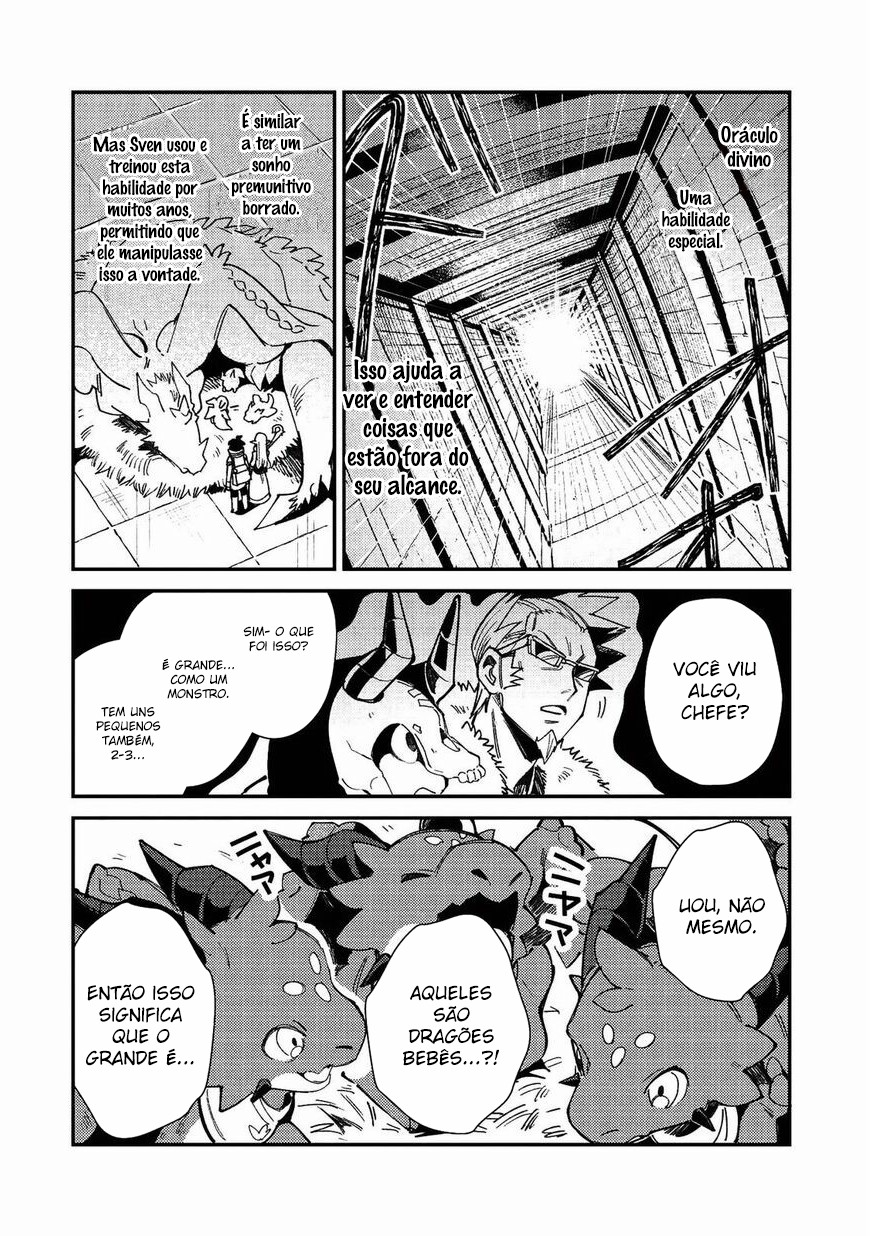 Oráculo
divino
Uma
habilidade
especial.
Isso ajuda a
ver e entender
coisas que
estão fora do
seu alcance.
É similar
a ter um
sonho
premunitivo
borrado.
Mas Sven usou e
treinou esta
habilidade por
muitos anos,
permitindo que
ele manipulasse
isso a vontade.
VOCÊ VIU
ALGO,
CHEFE?
SIM- O QUE
FOI ISSO?
É GRANDE...
COMO UM
MONSTRO.
TEM UNS
PEQUENOS
TAMBÉM,
2-3...
UOU, NÃO
MESMO.
ニャア
AQUELES
SÃO
DRAGÕES
BEBÊS...?!
ニャア
ENTÃO ISSO
SIGNIFICA
QUE O
GRANDE É...